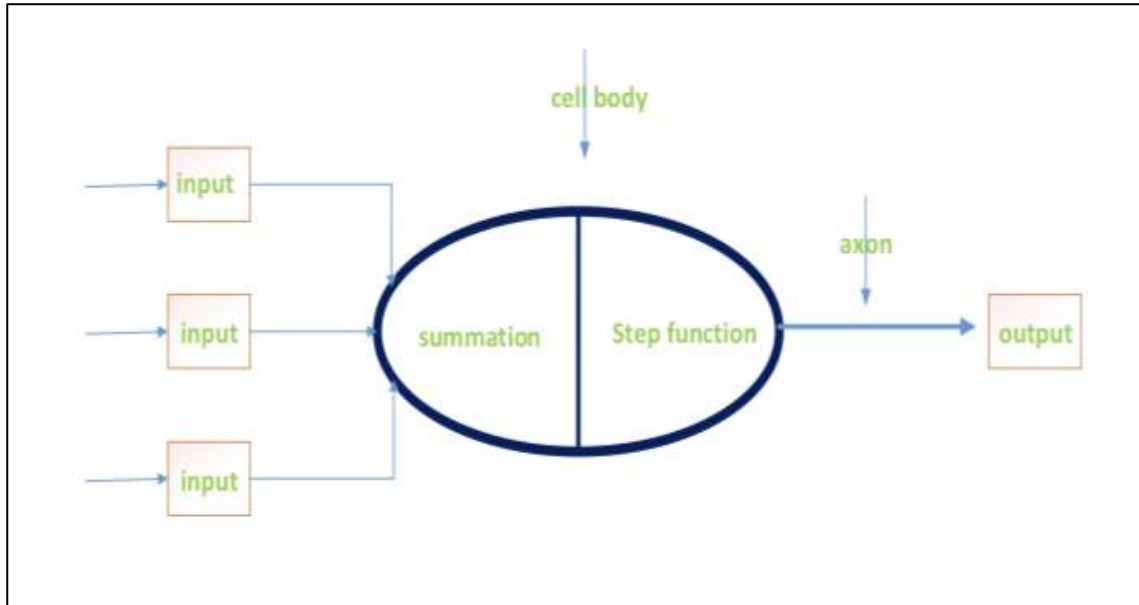 cell body
input
axon
input
summation
Step function
output
input